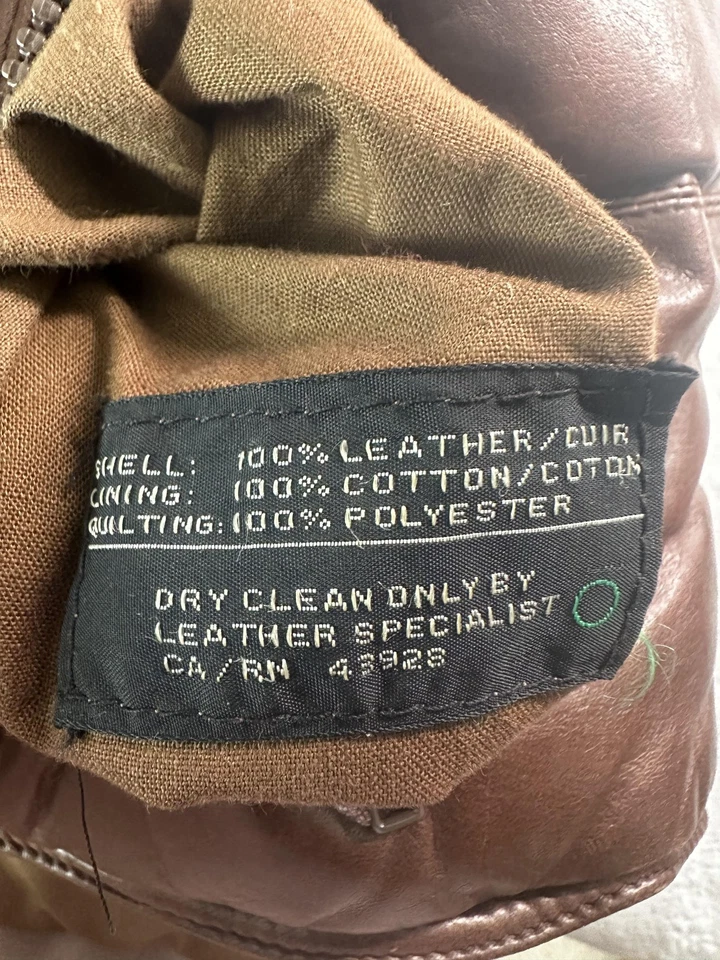 SHELL: 100% LEATHER/CUIR
LINING: 100% COTTON/COTON
QUILTING: 100% POLYESTER
DRY CLEAN ONLY BY
LEATHER SPECIALIST
CA/RN 43928